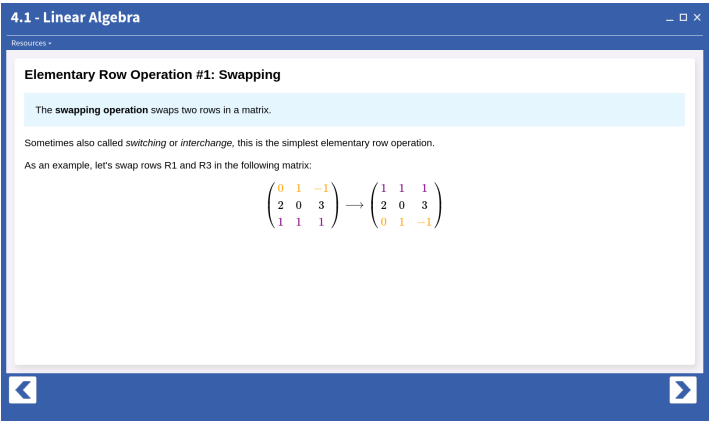 4.1 - Linear Algebra
Resources
Elementary Row Operation #1: Swapping
The swapping operation swaps two rows in a matrix.
Sometimes also called switching or interchange, this is the simplest elementary row operation.
As an example, let's swap rows R1 and R3 in the following matrix:
0 1 −1 1 1 1
2 0 3 ⟶ 2 0 3
1 1 1 0 1 −1